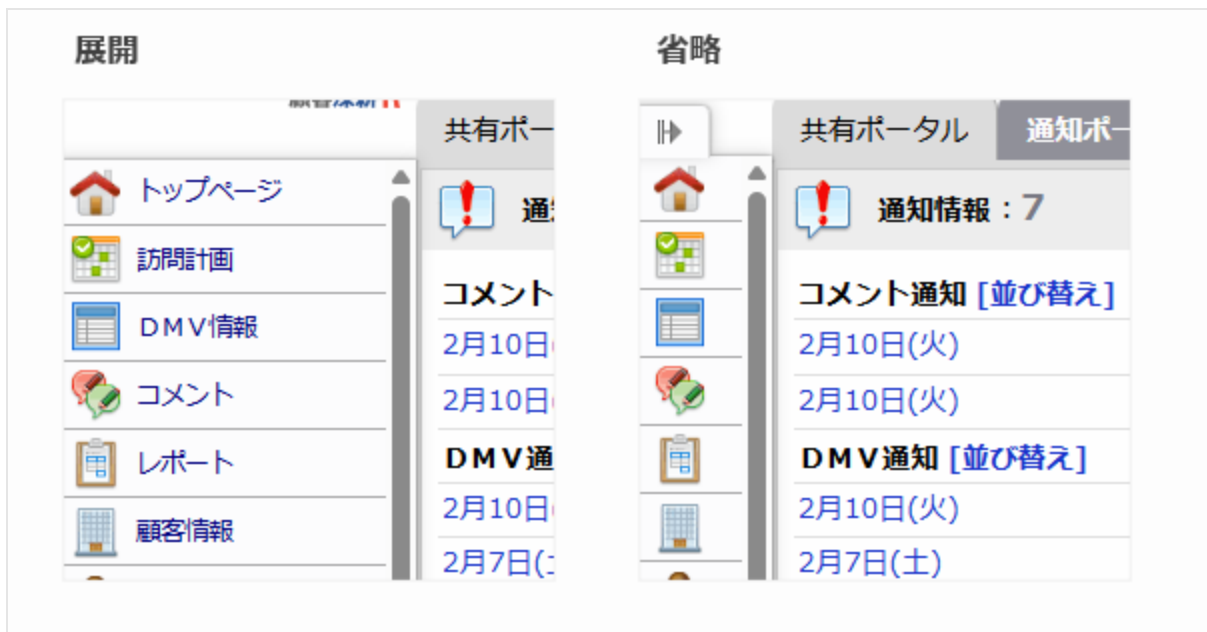 展開
省略
共有ポー
トップページ
訪問計画
DMV情報
コメント
レポート
顧客情報
通
コメント
2月10日(
2月10日(
DMV通
2月10日(
2月7日(
共有ポータル
通知ポー
通知情報：7
コメント通知 [並び替え]
2月10日(火)
2月10日(火)
DMV通知 [並び替え]
2月10日(火)
2月7日(土)